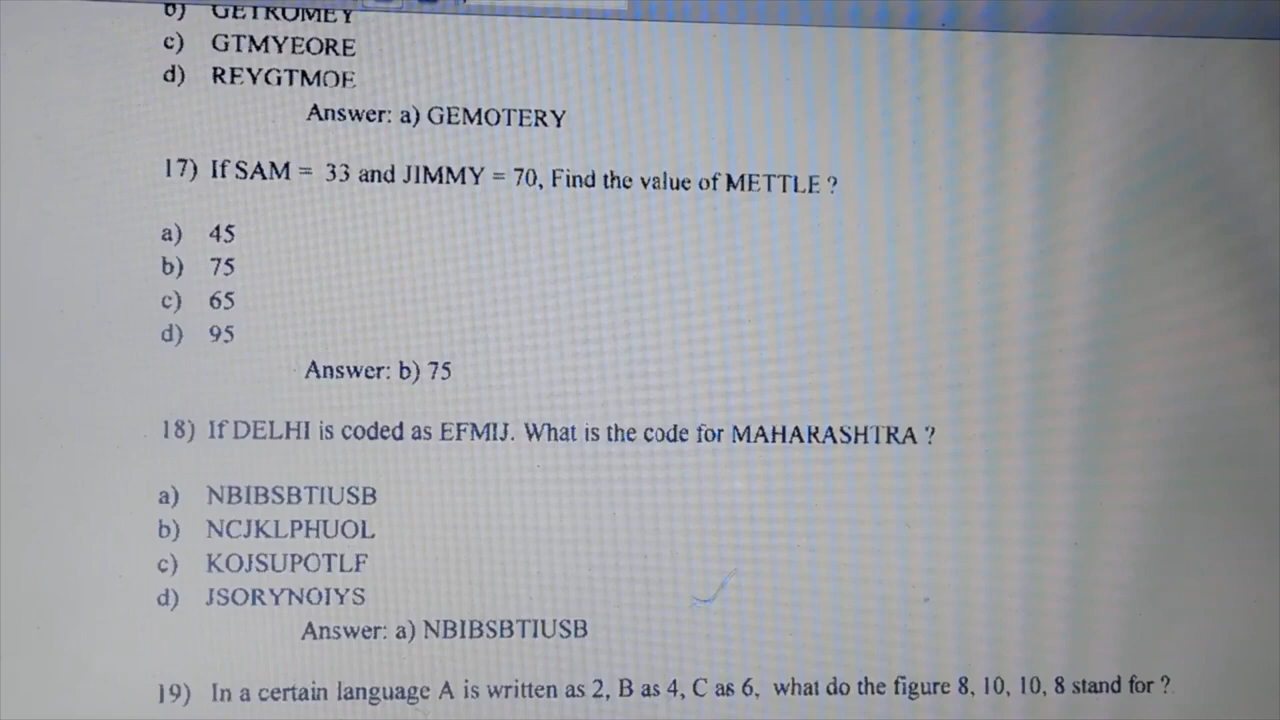 b) GETROMEY
c) GTMYEORE
d) REYGTMOE
Answer: a) GEMOTERY
17) If SAM = 33 and JIMMY = 70, Find the value of METTLE ?
a) 45
b) 75
c) 65
d) 95
Answer: b) 75
18) If DELHI is coded as EFMIJ. What is the code for MAHARASHTRA ?
a) NBIBSBTIUSB
b) NCJKLPHUOL
c) KOJSUPOTLF
d) JSORYNOIYS
Answer: a) NBIBSBTIUSB
19) In a certain language A is written as 2, B as 4, C as 6, what do the figure 8, 10, 10, 8 stand for ?